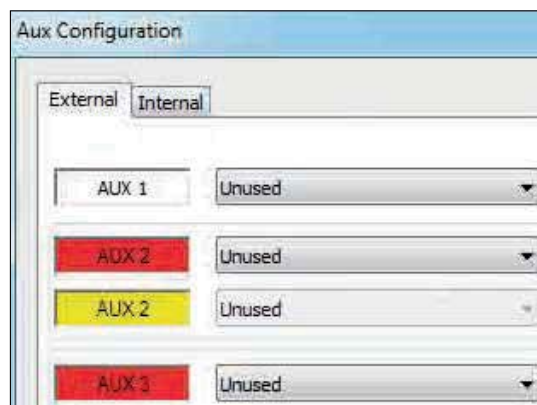 Aux Configuration
External Internal
AUX 1 Unused
AUX 2 Unused
AUX 2 Unused
AUX 3 Unused